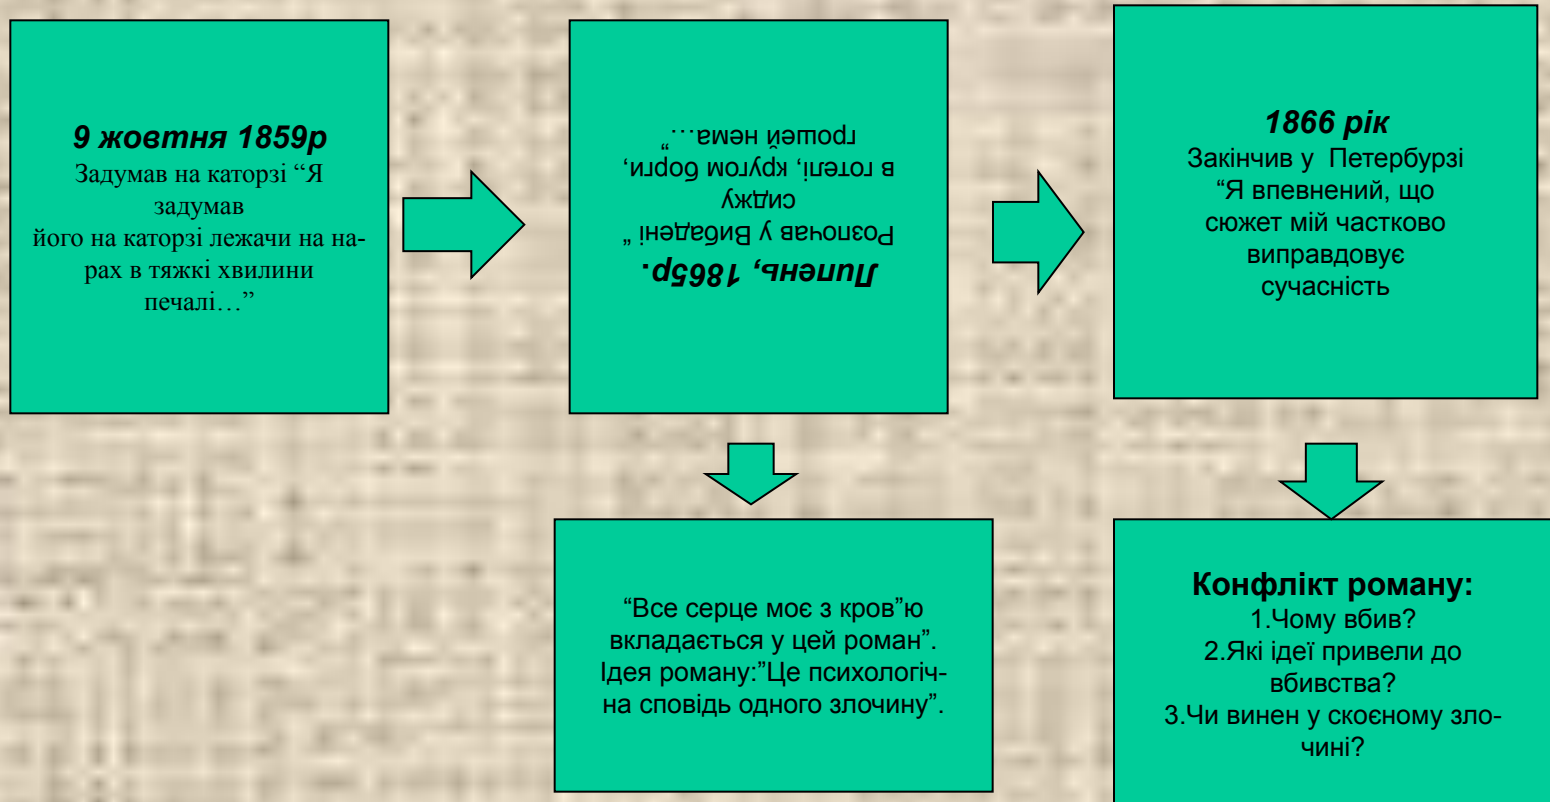 9 жовтня 1859р
Задумав на каторзі “Я
задумав
його на каторзі лежачи на на-
рах в тяжкі хвилини
печалі…”
Липень, 1865р.
Розпочав у Вибадені “
сиджу
в готелі, кругом борги,
грошей нема…“
1866 рік
Закінчив у Петербурзі
“Я впевнений, що
сюжет мій частково
виправдовує
сучасність
“Все серце моє з кров”ю
вкладається у цей роман”.
Ідея роману:”Це психологіч-
на сповідь одного злочину”.
Конфлікт роману:
1.Чому вбив?
2.Які ідеї привели до
вбивства?
3.Чи винен у скоєному зло-
чині?